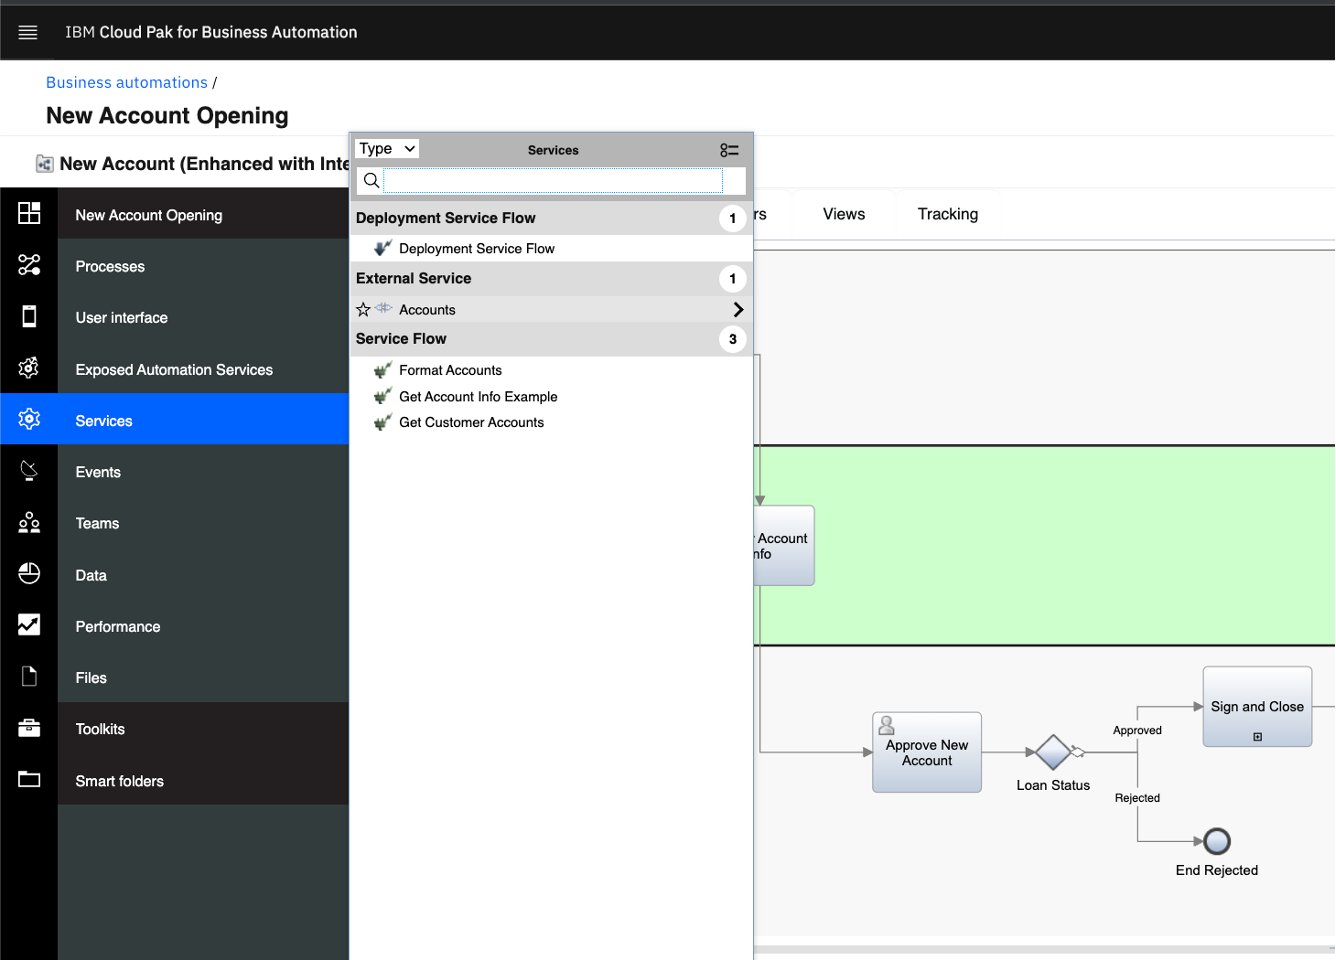 IBM Cloud Pak for Business Automation
Business automations /
New Account Opening
New Account (Enhanced with Inte
Type
Services
Deployment Service Flow 1
Deployment Service Flow
External Service 1
Accounts
Service Flow 3
Format Accounts
Get Account Info Example
Get Customer Accounts
New Account Opening
Processes
User interface
Exposed Automation Services
Services
Events
Teams
Data
Performance
Files
Toolkits
Smart folders
rs
Views
Tracking
Account
nfo
Approve New
Account
Loan Status
Approved
Rejected
Sign and Close
End Rejected